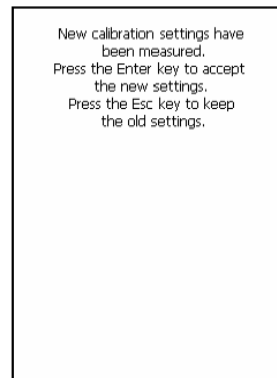 New calibration settings have
been measured.
Press the Enter key to accept
the new settings.
Press the Esc key to keep
the old settings.